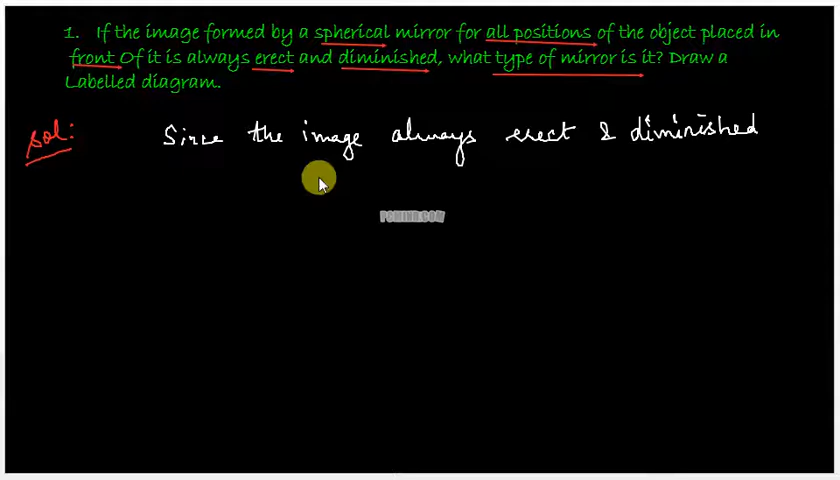 1. If the image formed by a spherical mirror for all positions of the object placed in
front Of it is always erect and diminished, what type of mirror is it? Draw a
Labelled diagram.
Sol: Since the image always erect & diminished
PCMIND.COM